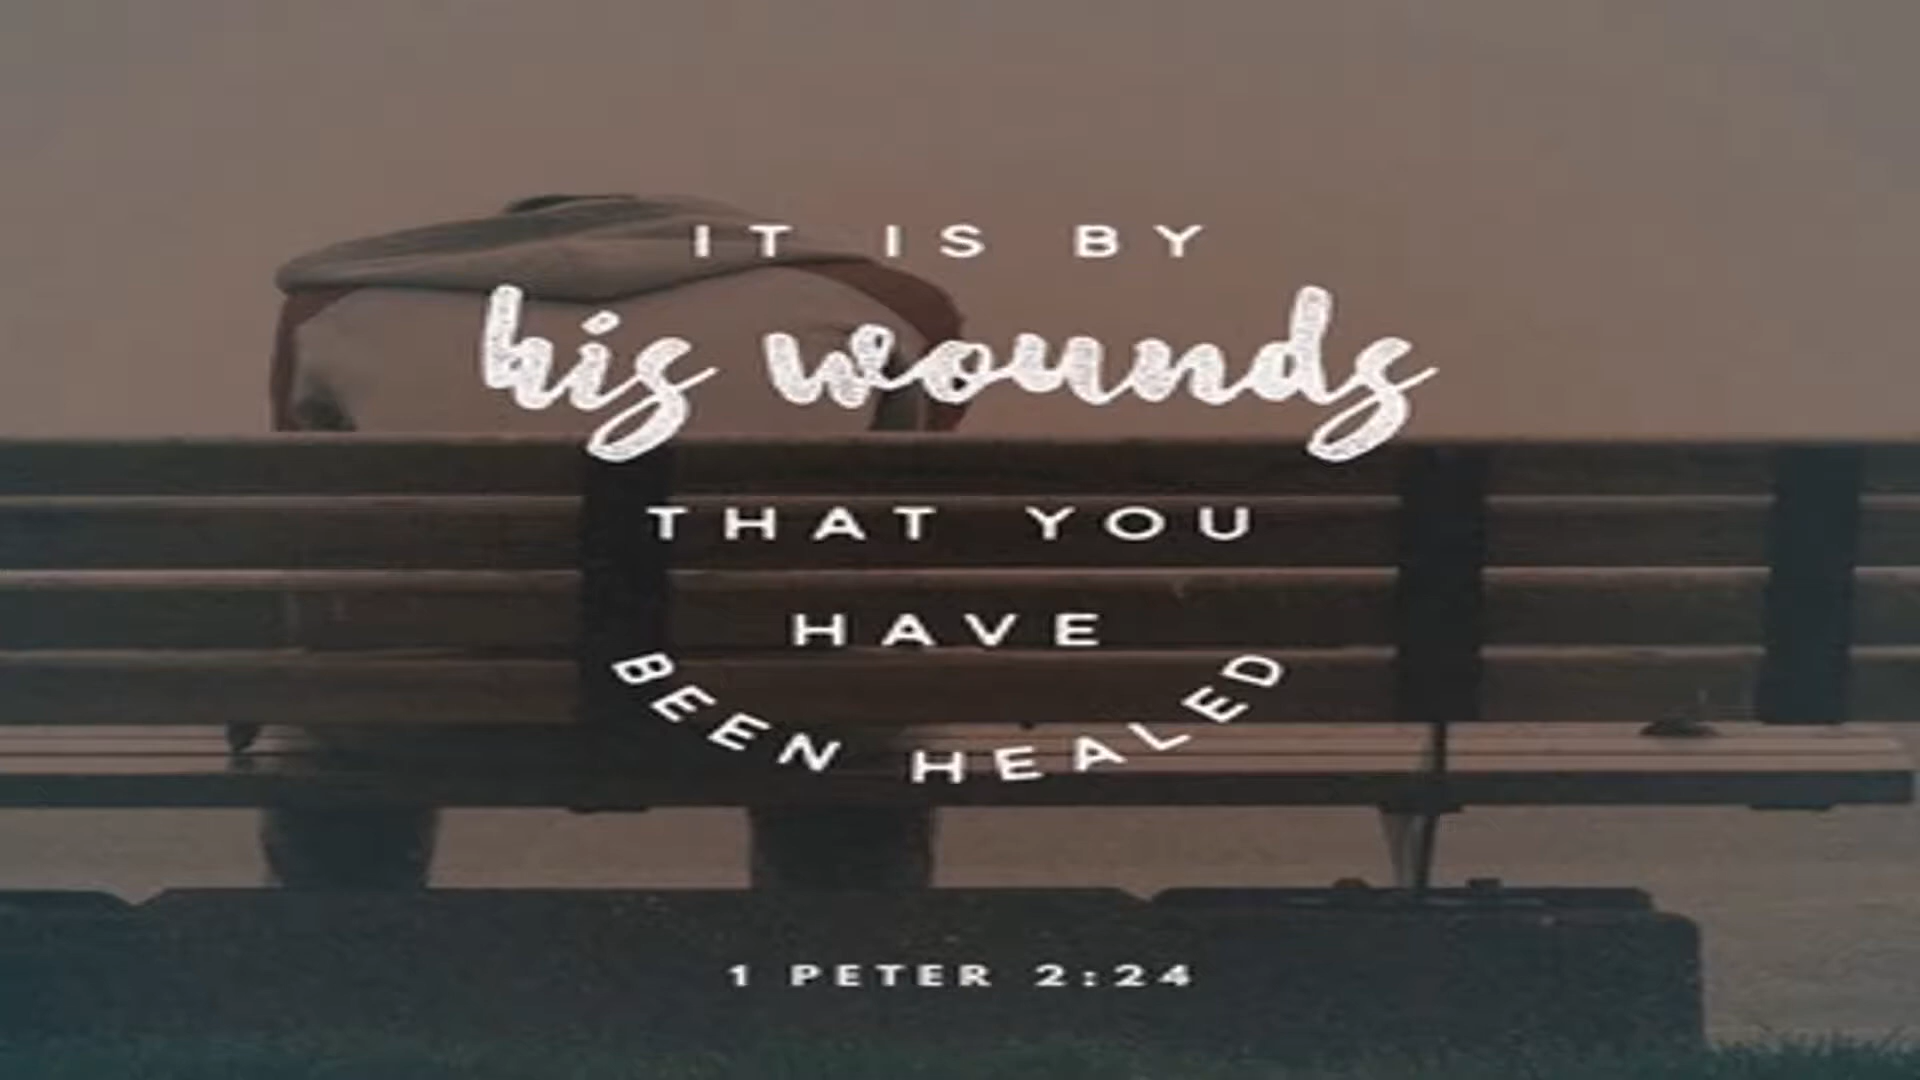 IT IS BY
his wounds
THAT YOU
HAVE
BEEN HEALED
1 PETER 2:24